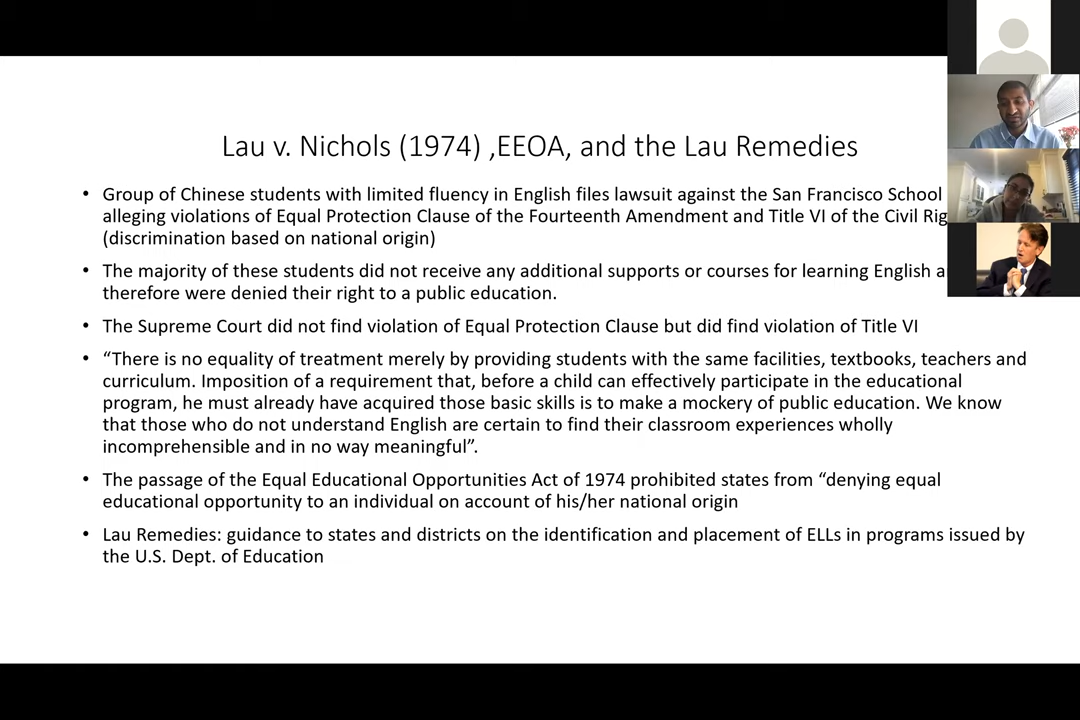 Lau v. Nichols (1974) ,EEOA, and the Lau Remedies
• Group of Chinese students with limited fluency in English files lawsuit against the San Francisco School
alleging violations of Equal Protection Clause of the Fourteenth Amendment and Title VI of the Civil
(discrimination based on national origin)
• The majority of these students did not receive any additional supports or courses for learning English
therefore were denied their right to a public education.
• The Supreme Court did not find violation of Equal Protection Clause but did find violation of Title VI
• “There is no equality of treatment merely by providing students with the same facilities, textbooks, teachers and
curriculum. Imposition of a requirement that, before a child can effectively participate in the educational
program, he must already have acquired those basic skills is to make a mockery of public education. We know
that those who do not understand English are certain to find their classroom experiences wholly
incomprehensible and in no way meaningful”.
• The passage of the Equal Educational Opportunities Act of 1974 prohibited states from “denying equal
educational opportunity to an individual on account of his/her national origin
• Lau Remedies: guidance to states and districts on the identification and placement of ELLs in programs issued by
the U.S. Dept. of Education